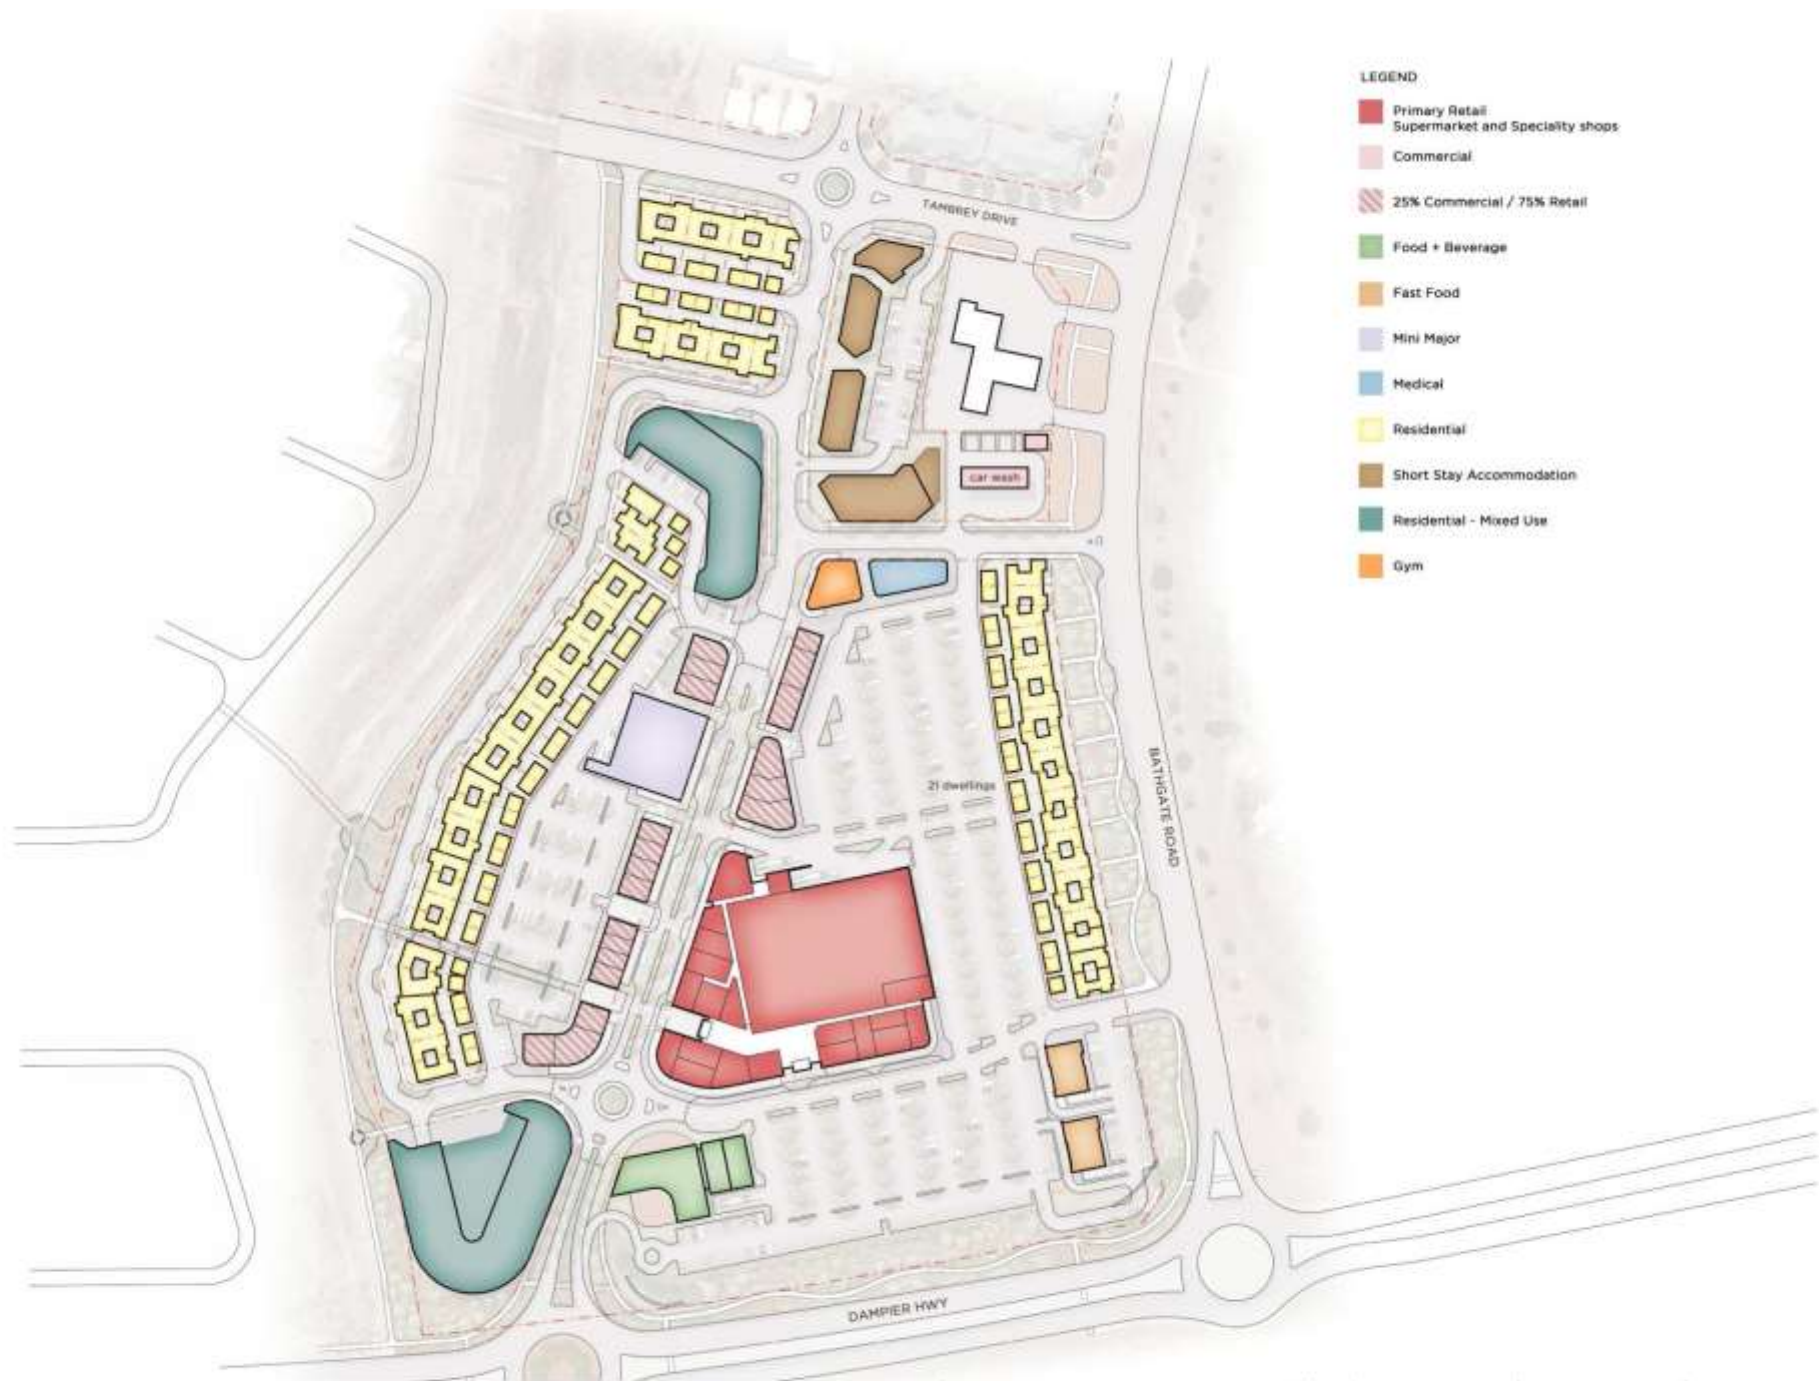 LEGEND
Primary Retail
Supermarket and Speciality shops
Commercial
25% Commercial / 75% Retail
Food + Beverage
Fast Food
Mini Major
Medical
Residential
Short Stay Accommodation
Residential - Mixed Use
Gym
TAMBREY DRIVE
car wash
21 dwellings
BATHGATE ROAD
DAMPIER HWY